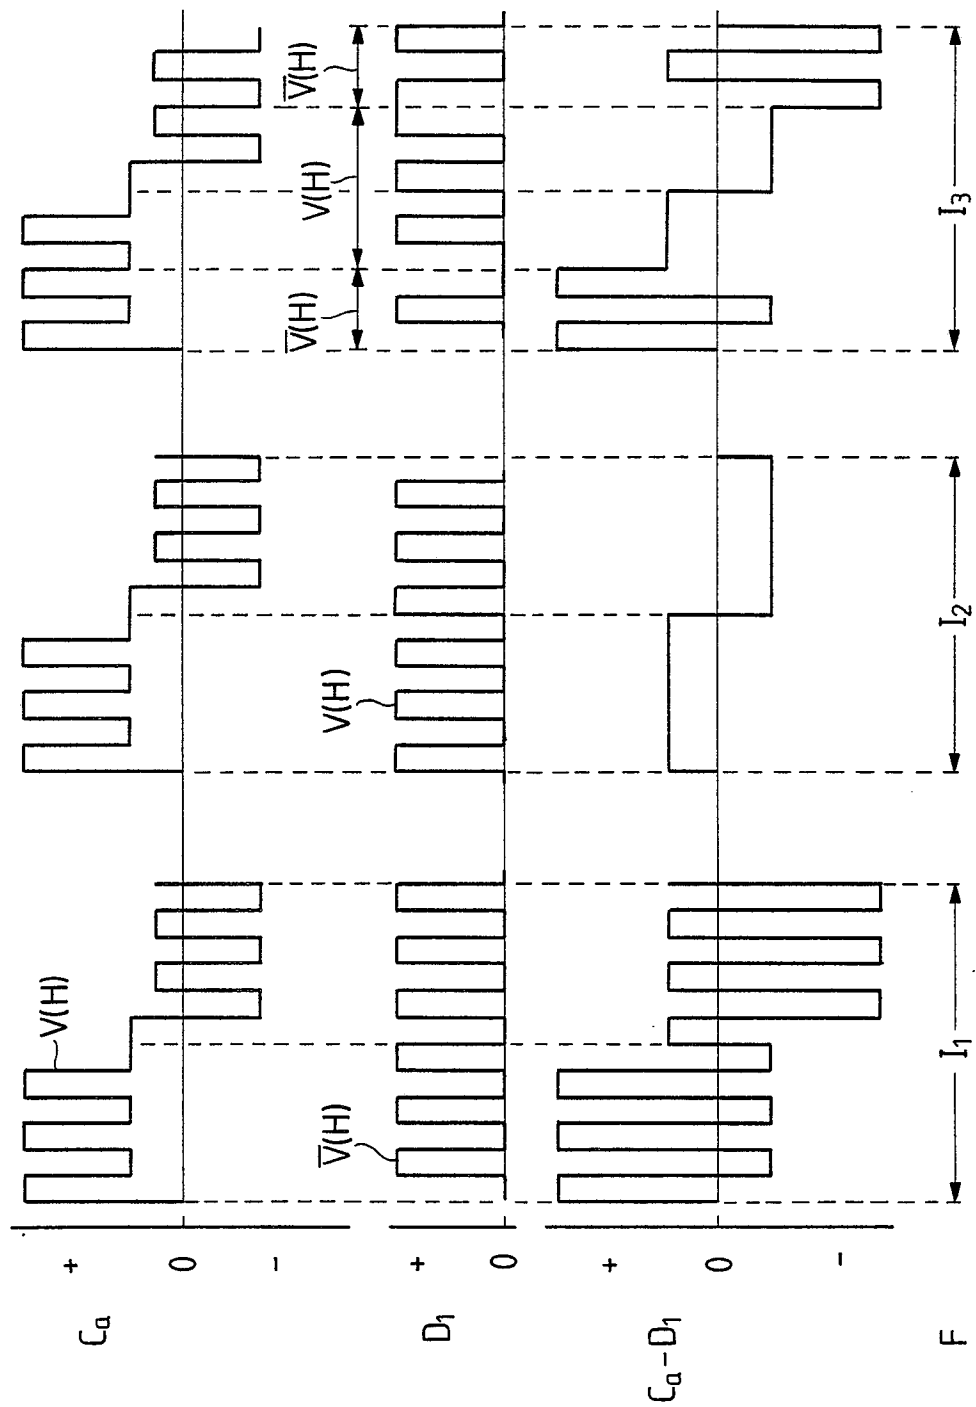 Ca
+
0
-
V(H)
D1
+
0
V̅(H)
V(H)
V̅(H)
V(H)
V̅(H)
Ca-D1
+
0
-
F
I1
I2
I3